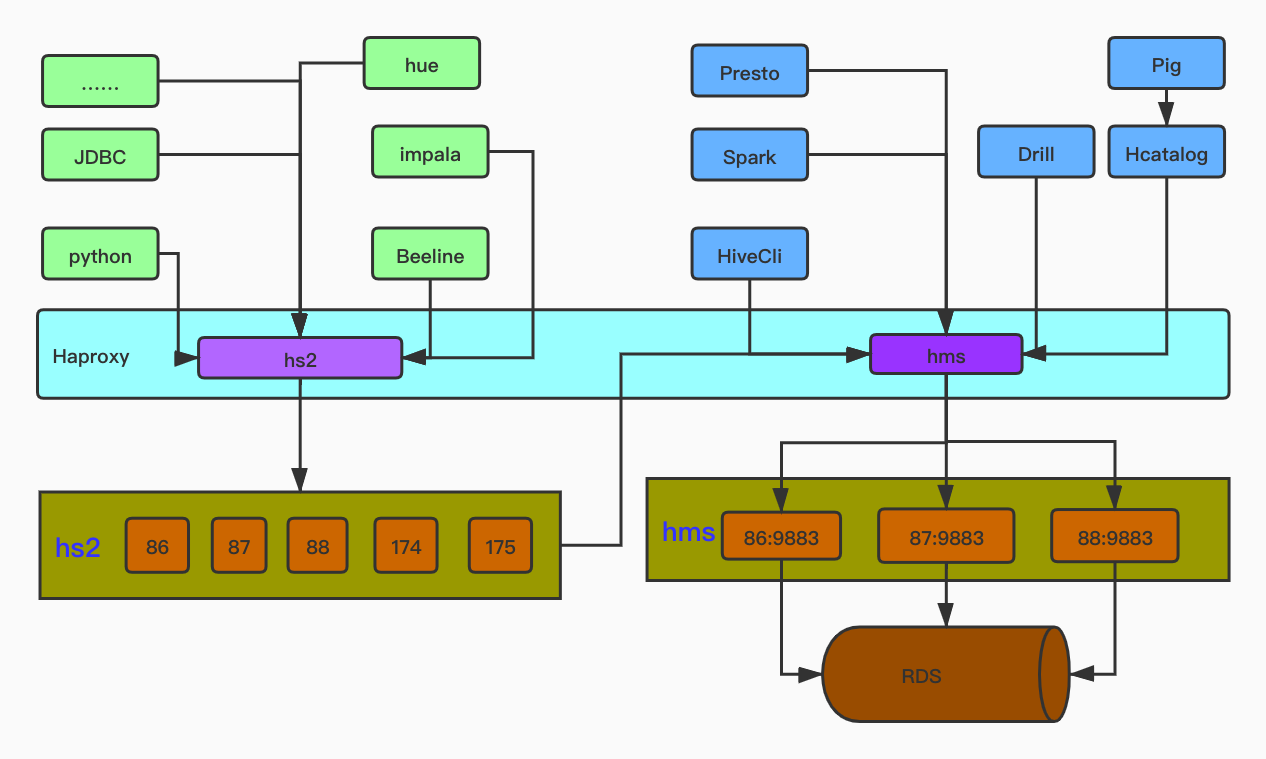 ……
hue
Presto
Pig
JDBC
impala
Spark
Drill
Hcatalog
python
Beeline
HiveCli
Haproxy
hs2
hms
hs2
86
87
88
174
175
hms
86:9883
87:9883
88:9883
RDS